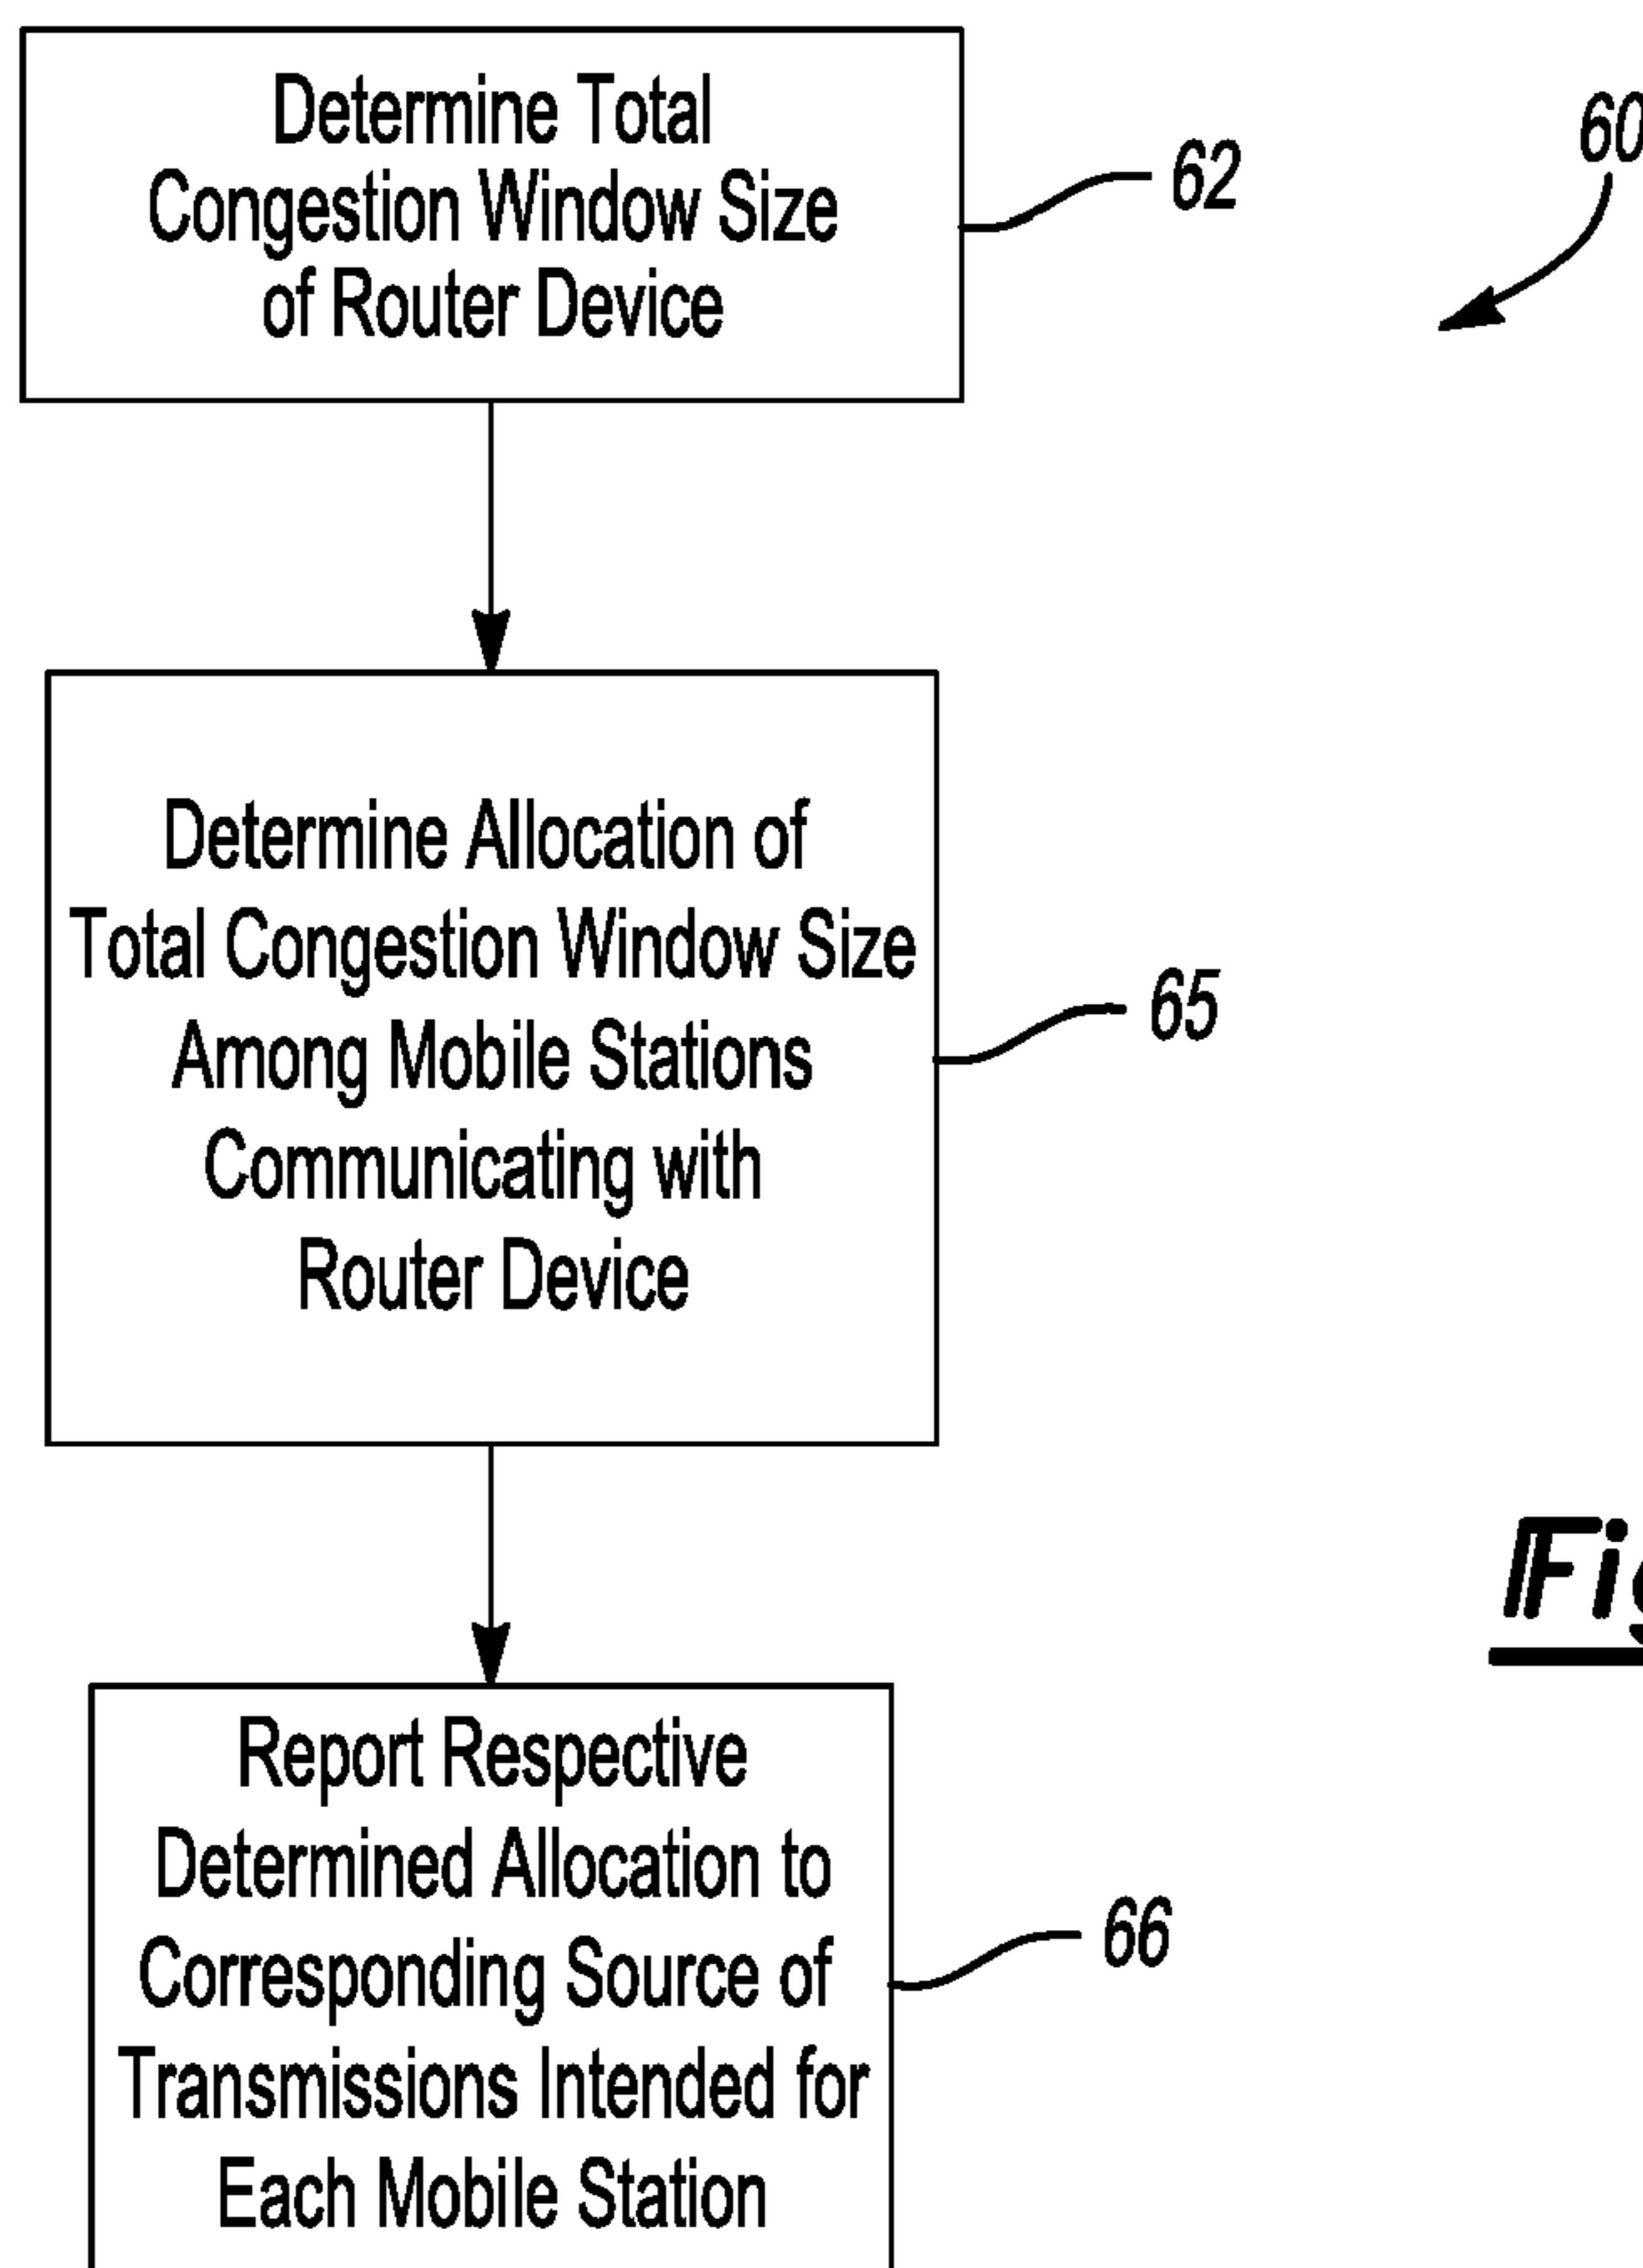 Determine Total
Congestion Window Size
of Router Device
62
60
Determine Allocation of
Total Congestion Window Size
Among Mobile Stations
Communicating with
Router Device
65
Report Respective
Determined Allocation to
Corresponding Source of
Transmissions Intended for
Each Mobile Station
66